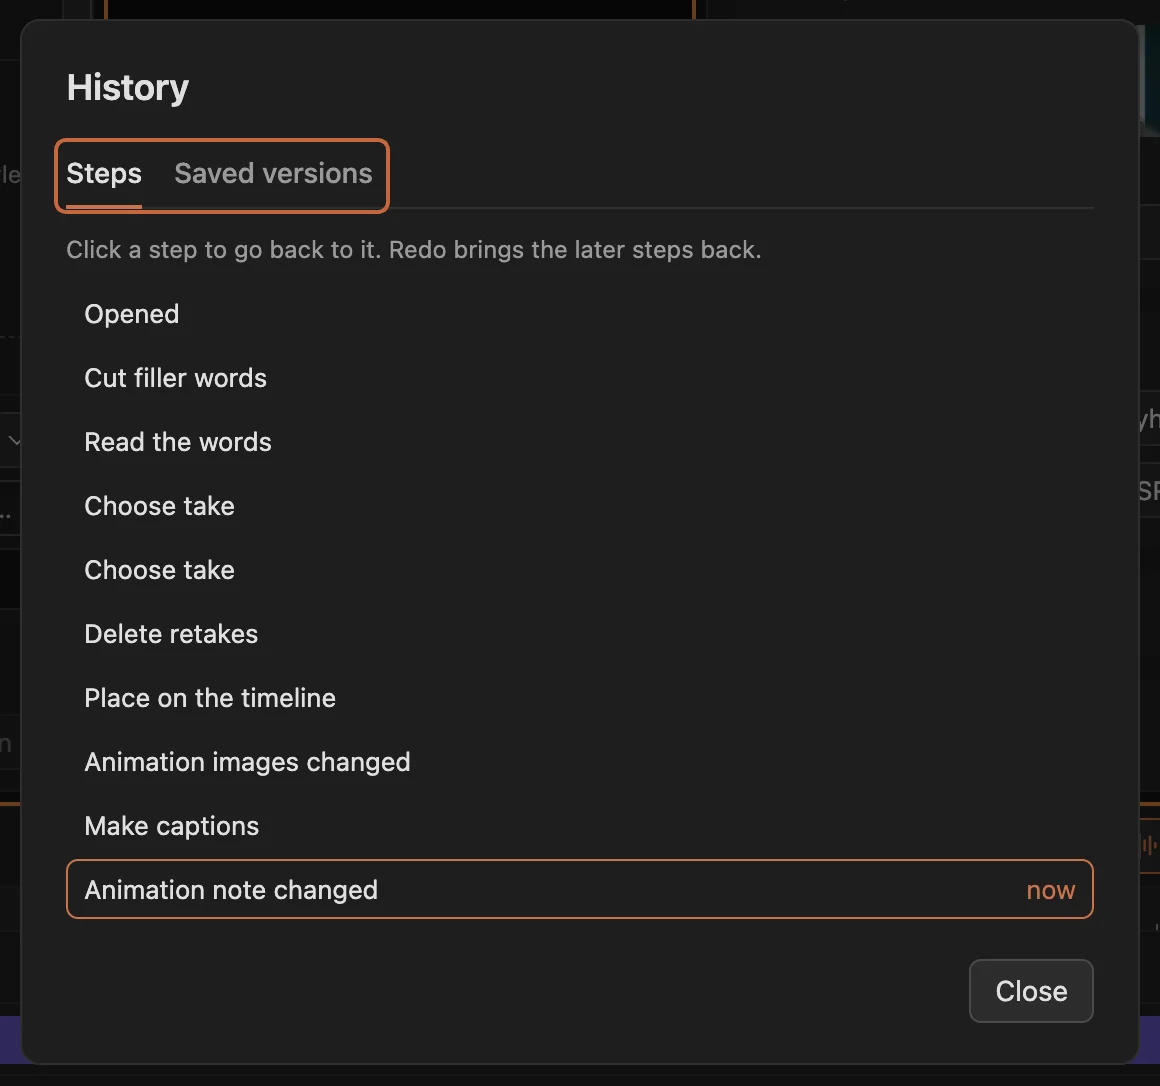 History
Steps Saved versions
Click a step to go back to it. Redo brings the later steps back.
Opened
Cut filler words
Read the words
Choose take
Choose take
Delete retakes
Place on the timeline
Animation images changed
Make captions
Animation note changed now
Close